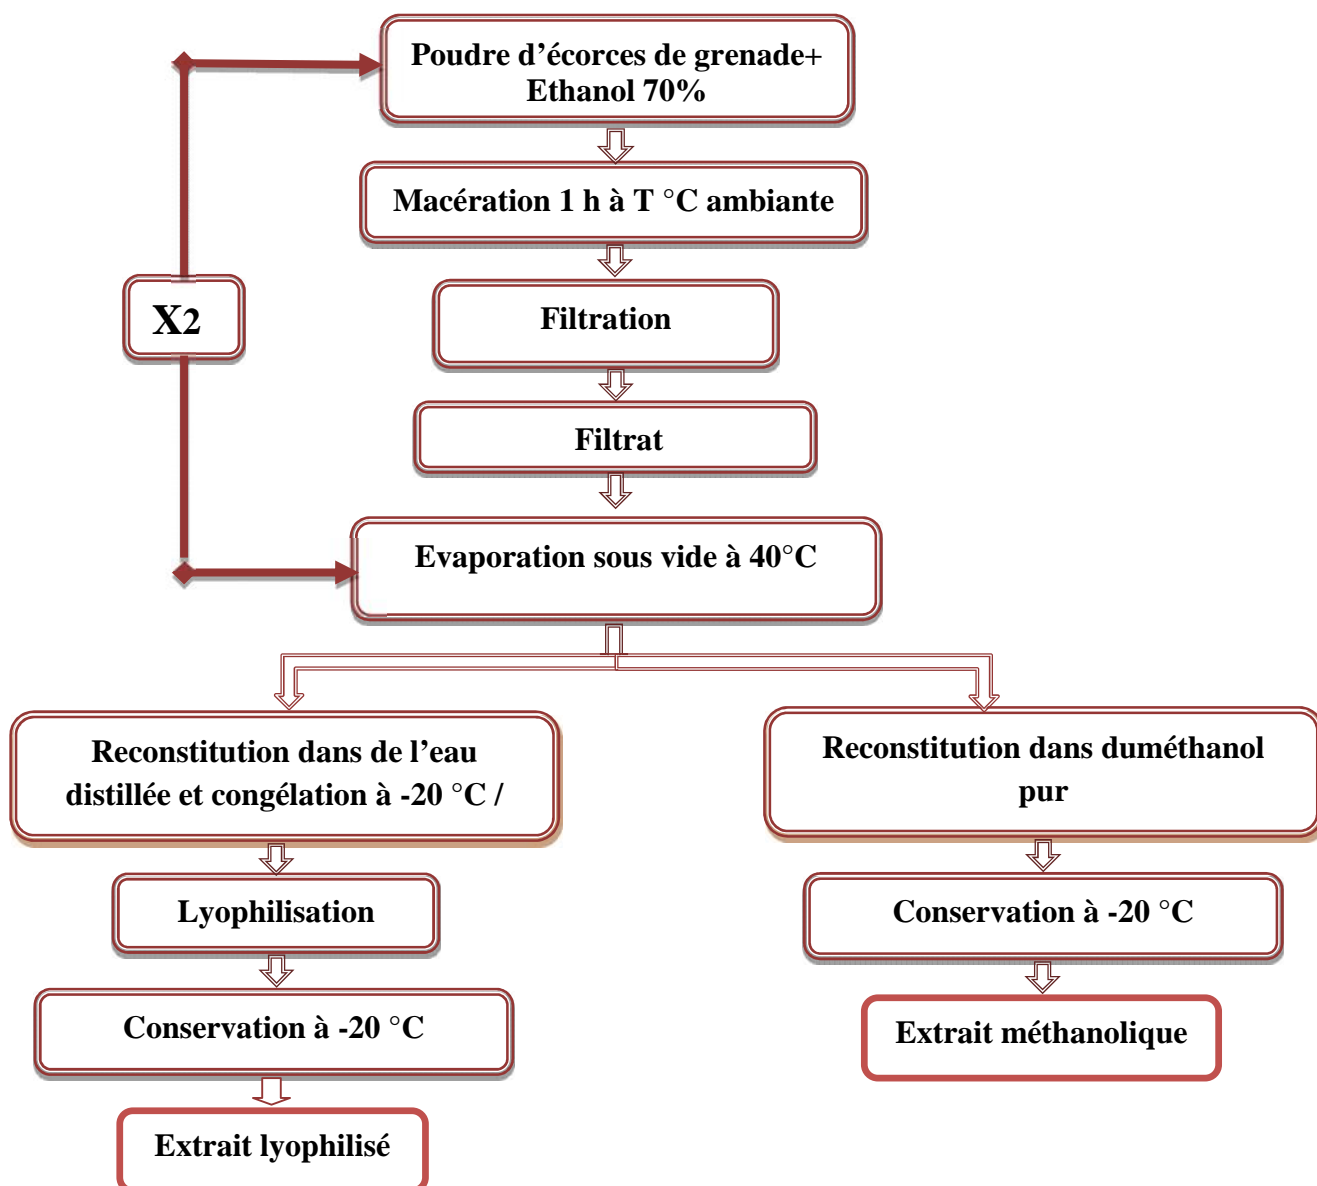 Poudre d'écorces de grenade+
Ethanol 70%
Macération 1 h à T °C ambiante
X2
Filtration
Filtrat
Evaporation sous vide à 40°C
Reconstitution dans de l'eau
distillée et congélation à -20 °C /
Lyophilisation
Conservation à -20 °C
Extrait lyophilisé
Reconstitution dans duméthanol
pur
Conservation à -20 °C
Extrait méthanolique